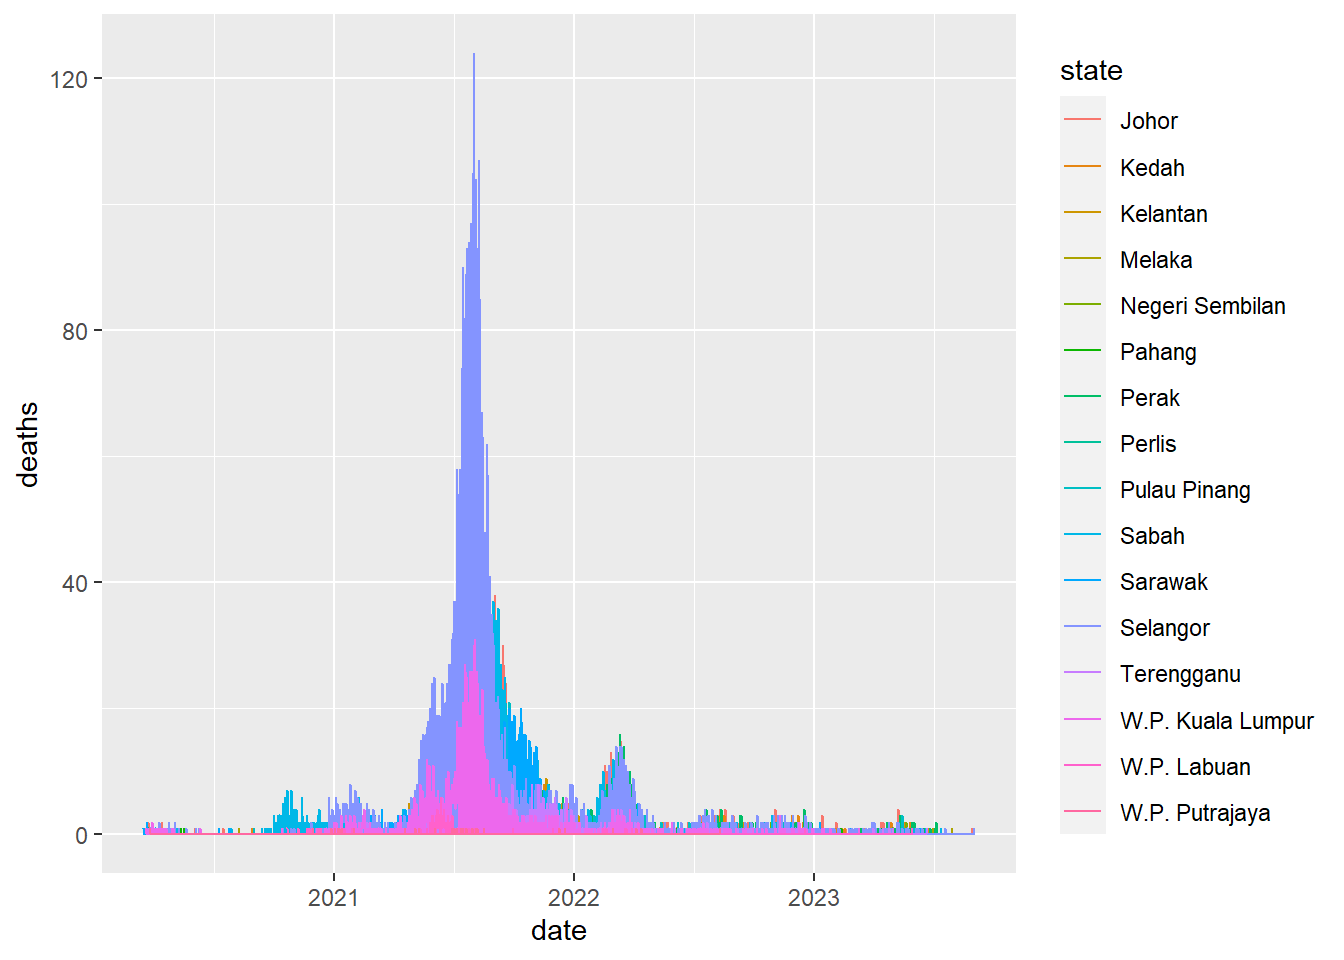 120
80
40
0
deaths
2021
2022
2023
date
state
Johor
Kedah
Kelantan
Melaka
Negeri Sembilan
Pahang
Perak
Perlis
Pulau Pinang
Sabah
Sarawak
Selangor
Terengganu
W.P. Kuala Lumpur
W.P. Labuan
W.P. Putrajaya